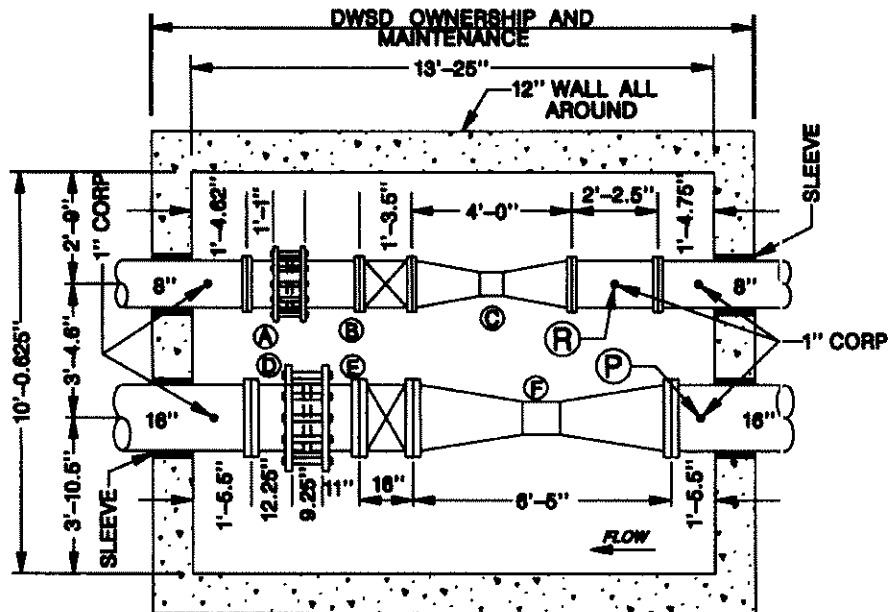 DWSD OWNERSHIP AND
MAINTENANCE
13'-25"
12" WALL ALL
AROUND
SLEEVE
1" CORP
2'-9"
3'-4.6"
3'-10.5"
10'-0.625"
1'-4.62"
1'-1"
1'-3.5"
4'-0"
2'-2.5"
1'-4.75"
8"
8"
A
B
C
R
D
E
F
P
1" CORP
16"
16"
SLEEVE
1'-5.5"
12.25"
9.25"
11"
16"
6'-5"
1'-5.5"
FLOW